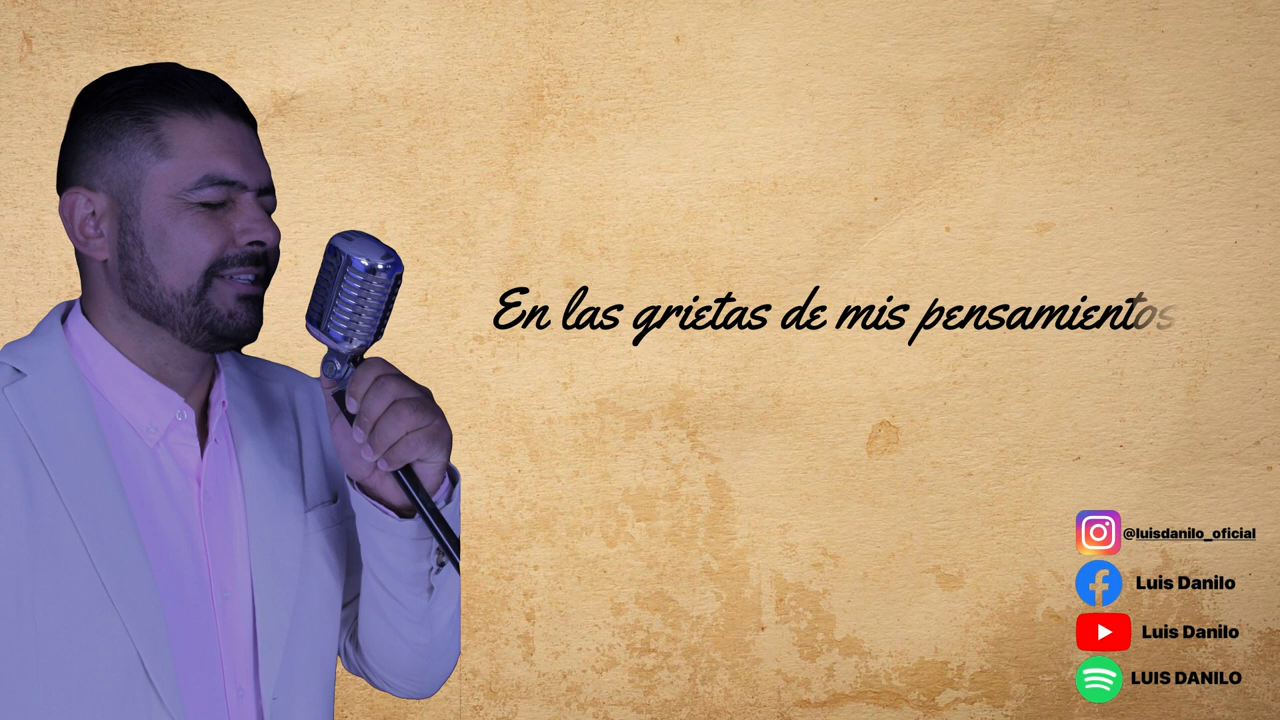 En las grietas de mis pensamientos
@luisdanilo_oficial
Luis Danilo
Luis Danilo
LUIS DANILO